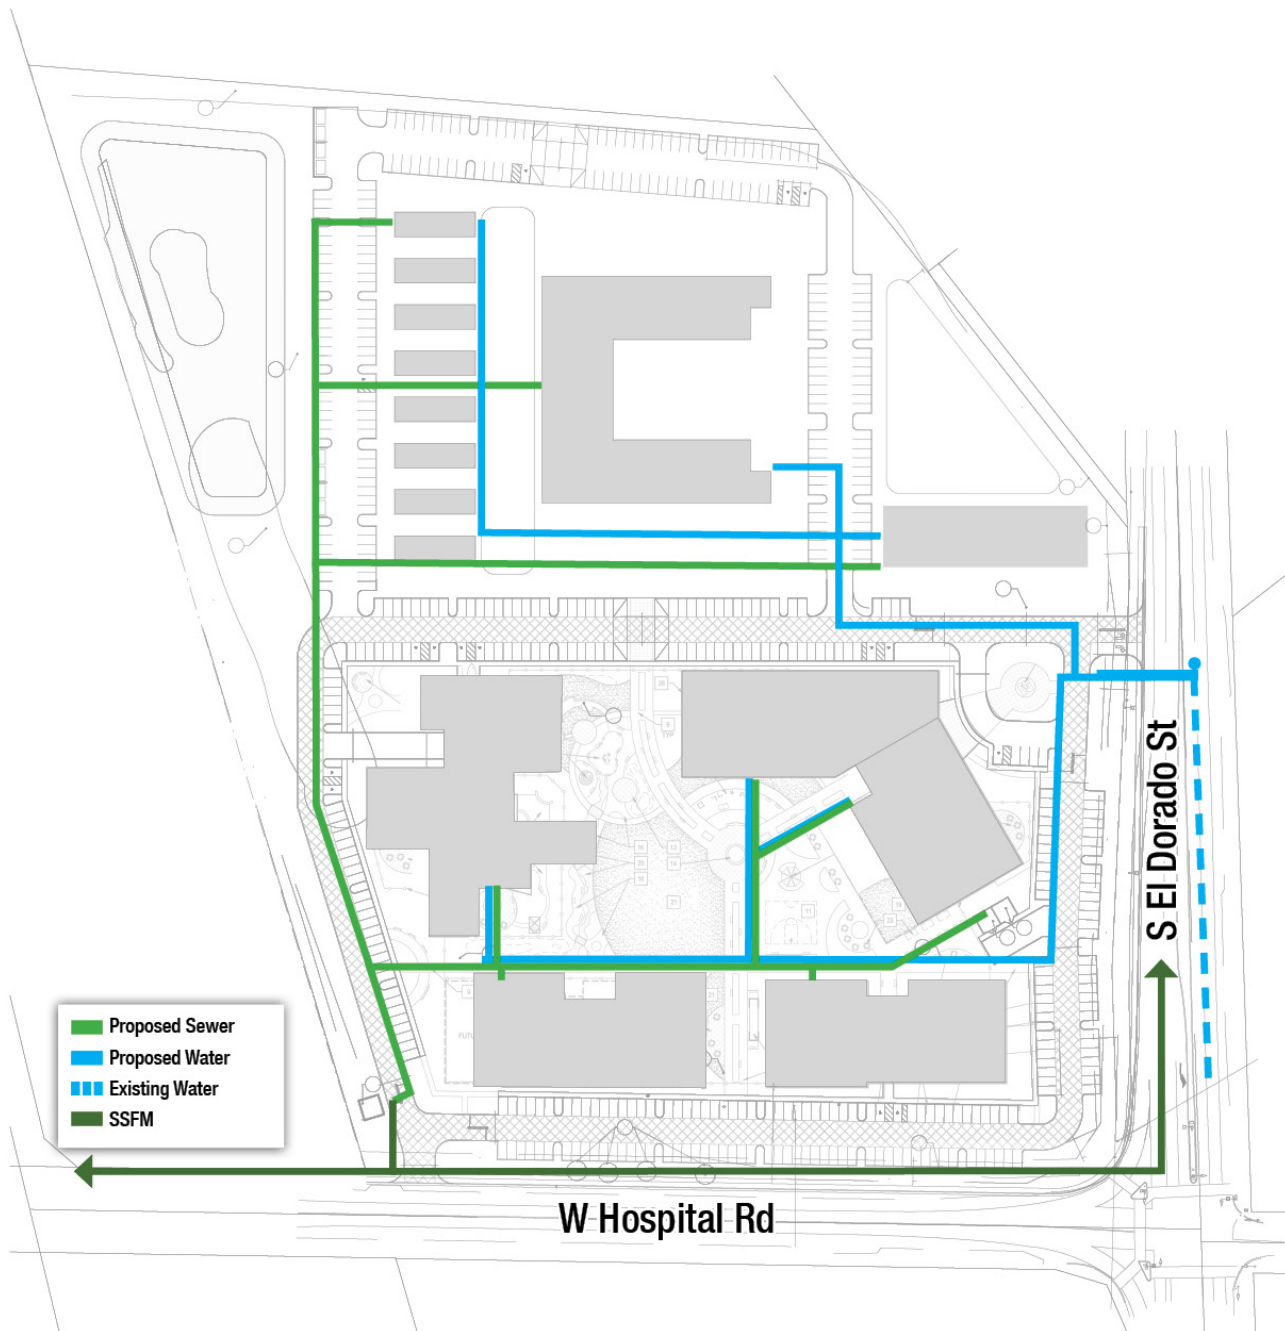 S El Dorado St
Proposed Sewer
Proposed Water
Existing Water
SSFM
W Hospital Rd